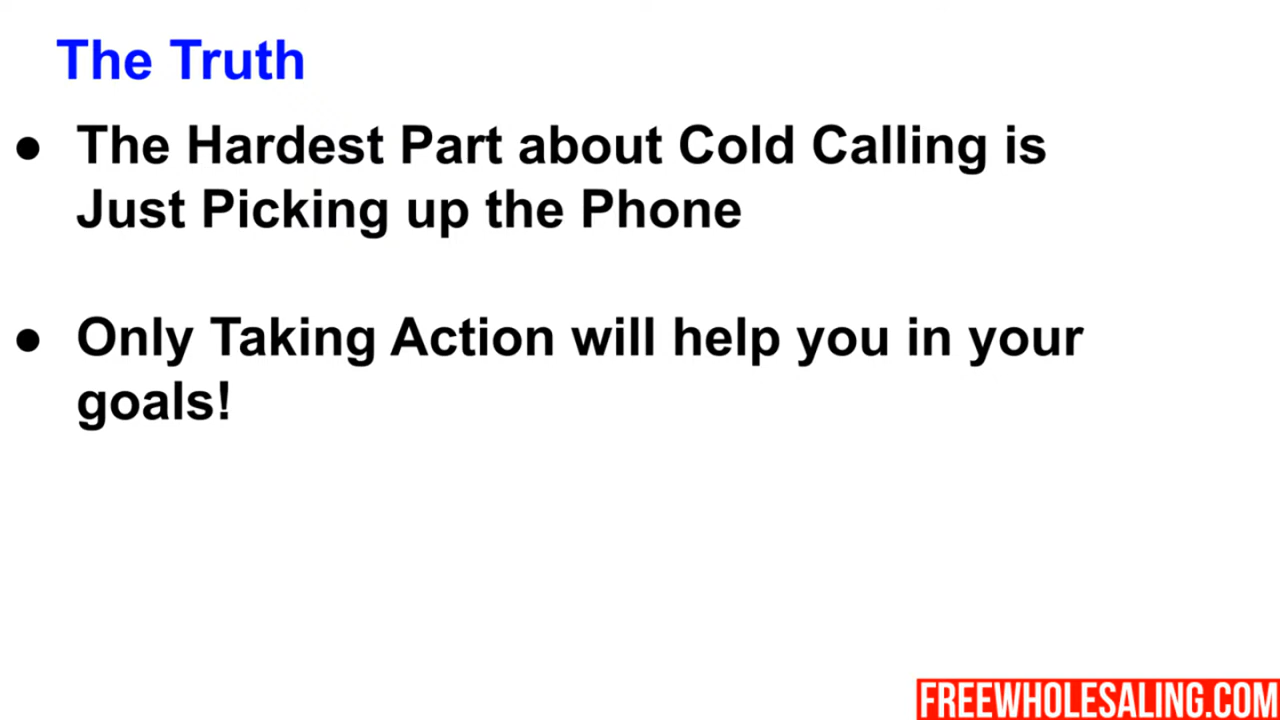 The Truth
● The Hardest Part about Cold Calling is
Just Picking up the Phone
● Only Taking Action will help you in your
goals!
FREEWHOLESALING.COM